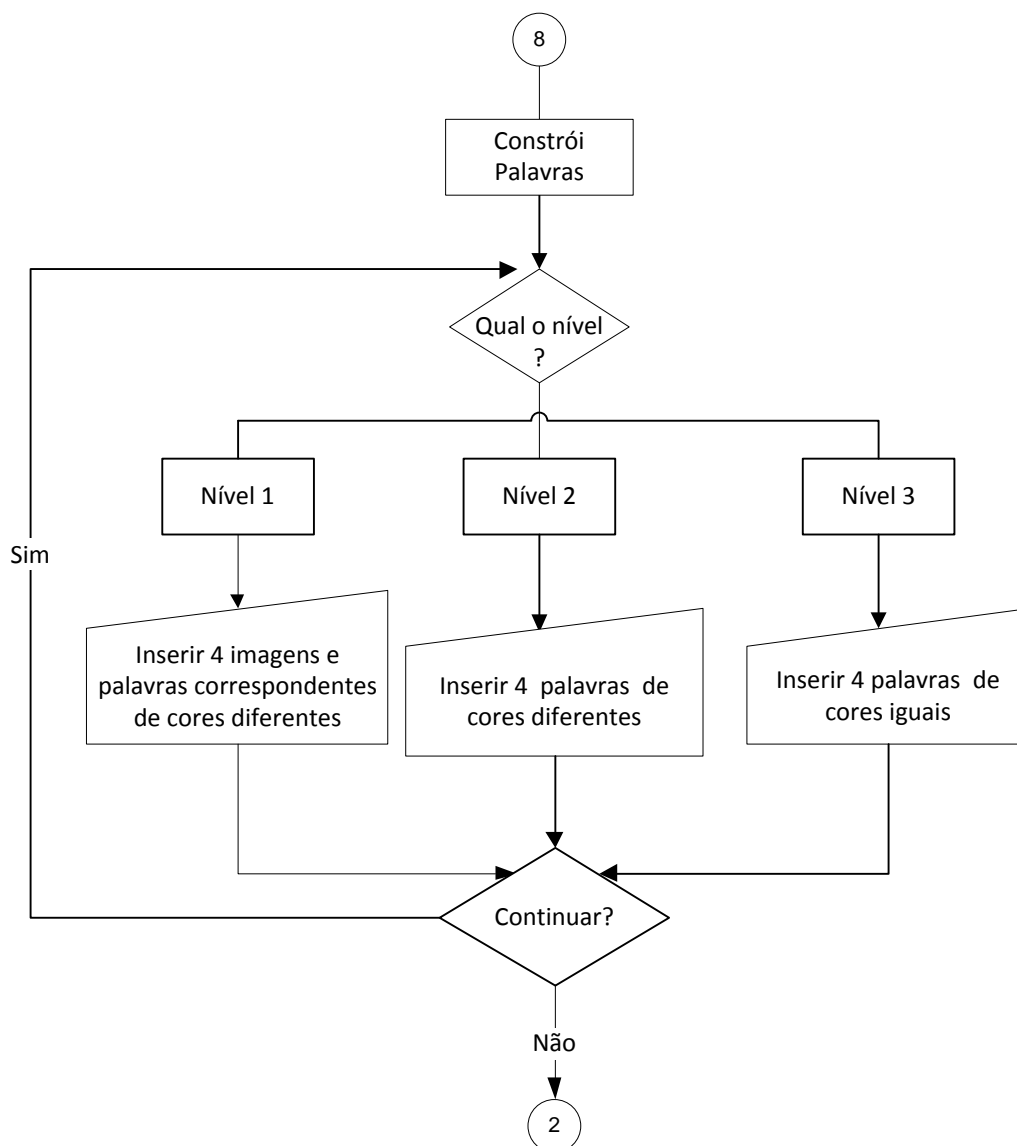 8
Constrói
Palavras
Qual o nível
?
Nível 1
Nível 2
Nível 3
Sim
Inserir 4 imagens e
palavras correspondentes
de cores diferentes
Inserir 4 palavras de
cores diferentes
Inserir 4 palavras de
cores iguais
Continuar?
Não
2